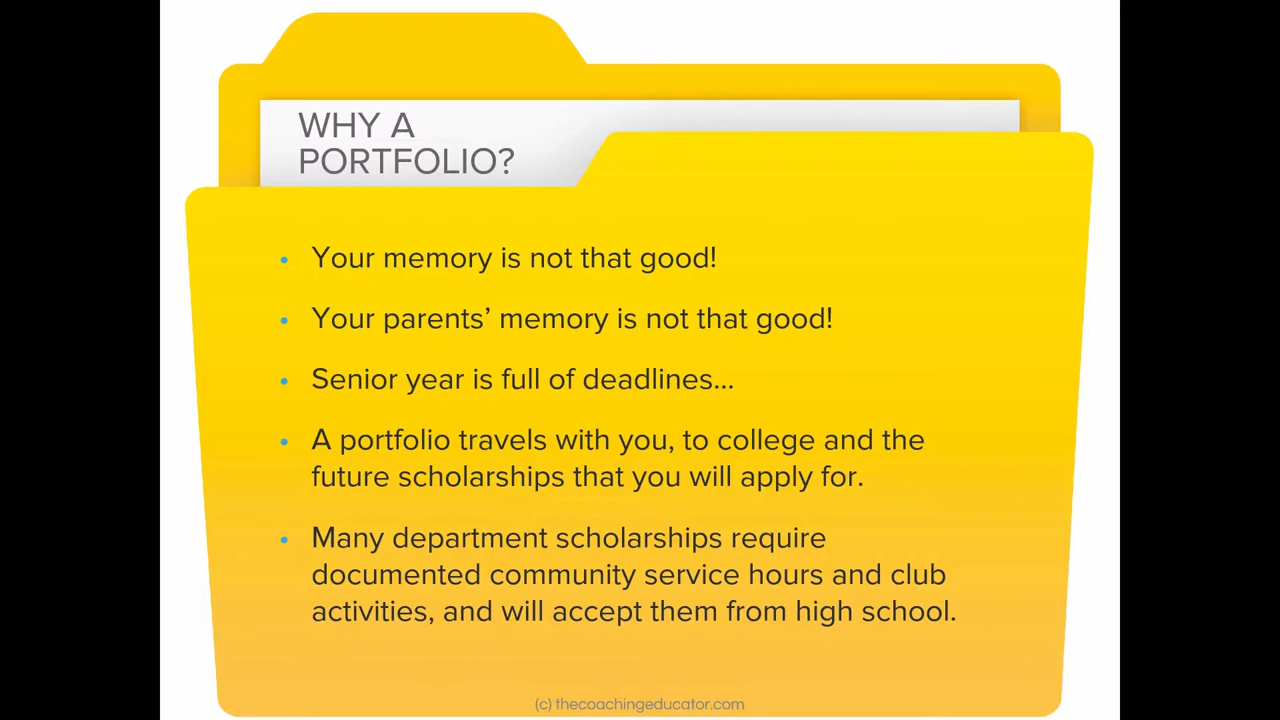 WHY A
PORTFOLIO?
• Your memory is not that good!
• Your parents’ memory is not that good!
• Senior year is full of deadlines...
• A portfolio travels with you, to college and the
future scholarships that you will apply for.
• Many department scholarships require
documented community service hours and club
activities, and will accept them from high school.
(c) thecoachingeducator.com